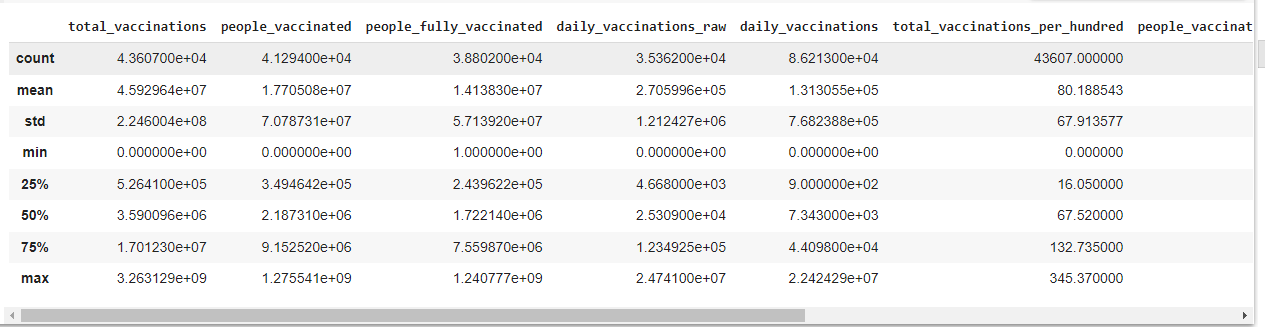 total_vaccinations people_vaccinated people_fully_vaccinated daily_vaccinations_raw daily_vaccinations total_vaccinations_per_hundred people_vaccinat
count 4.360700e+04 4.129400e+04 3.880200e+04 3.536200e+04 8.621300e+04 43607.000000
mean 4.592964e+07 1.770508e+07 1.413830e+07 2.705996e+05 1.313055e+05 80.188543
std 2.246004e+08 7.078731e+07 5.713920e+07 1.212427e+06 7.682388e+05 67.913577
min 0.000000e+00 0.000000e+00 1.000000e+00 0.000000e+00 0.000000e+00 0.000000
25% 5.264100e+05 3.494642e+05 2.439622e+05 4.668000e+03 9.000000e+02 16.050000
50% 3.590096e+06 2.187310e+06 1.722140e+06 2.530900e+04 7.343000e+03 67.520000
75% 1.701230e+07 9.152520e+06 7.559870e+06 1.234925e+05 4.409800e+04 132.735000
max 3.263129e+09 1.275541e+09 1.240777e+09 2.474100e+07 2.242429e+07 345.370000